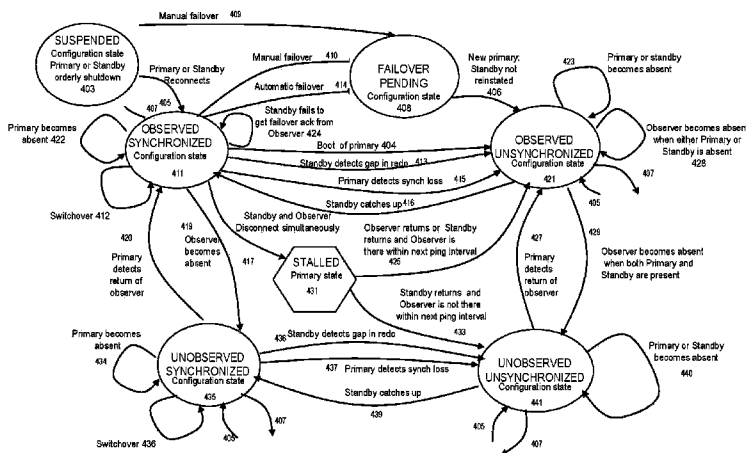 Manual failover 409
SUSPENDED
Configuration state
Primary or Standby
orderly shutdown
403
Primary or Standby
Reconnects
407 405
Manual failover 410
Automatic failover 414
FAILOVER
PENDING
Configuration state
408
New primary;
Standby not
reinstated
406
423
Primary or standby
becomes absent
Primary becomes
absent 422
OBSERVED
SYNCHRONIZED
Configuration state
411
Standby fails to
get failover ack from
Observer 424
Boot of primary 404
Standby detects gap in redo 413
Primary detects synch loss 415
Standby catches up 416
OBSERVED
UNSYNCHRONIZED
Configuration state
421
Observer becomes absent
when either Primary or
Standby is absent
428
407
405
Switchover 412
420
Primary
detects
return of
observer
419
Observer
becomes
absent
417
Standby and Observer
Disconnect simultaneously
STALLED
Primary state
431
Observer returns or Standby
returns and Observer is
there within next ping interval
425
Standby returns and
Observer is not there
within next ping interval
433
427
Primary
detects
return of
observer
429
Observer becomes absent
when both Primary and
Standby are present
Primary becomes
absent
434
UNOBSERVED
SYNCHRONIZED
Configuration state
435
438 Standby detects gap in redo
437 Primary detects synch loss
Standby catches up
439
UNOBSERVED
UNSYNCHRONIZED
Configuration state
441
Primary or Standby
becomes absent
440
Switchover 436
405
407
405
407